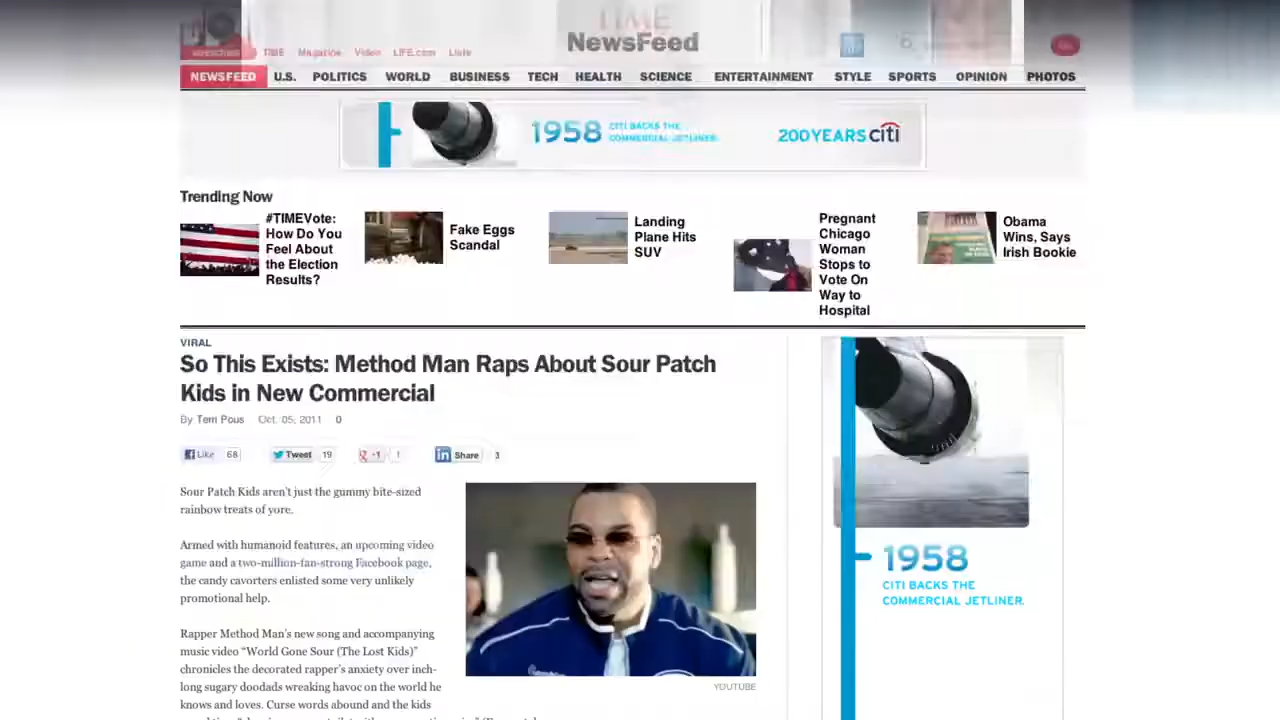 TIME
NewsFeed
TIME Magazine Video LIFE.com Lists
NEWSFEED U.S. POLITICS WORLD BUSINESS TECH HEALTH SCIENCE ENTERTAINMENT STYLE SPORTS OPINION PHOTOS
1958 CITI BACKS THE
COMMERCIAL JETLINER.
200 YEARS citi
Trending Now
#TIMEVote:
How Do You
Feel About
the Election
Results?
Fake Eggs
Scandal
Landing
Plane Hits
SUV
Pregnant
Chicago
Woman
Stops to
Vote On
Way to
Hospital
Obama
Wins, Says
Irish Bookie
VIRAL
So This Exists: Method Man Raps About Sour Patch
Kids in New Commercial
By Terri Pous Oct. 05, 2011 0
Like 68 Tweet 19 +1 1 Share 3
Sour Patch Kids aren't just the gummy bite-sized
rainbow treats of yore.
Armed with humanoid features, an upcoming video
game and a two-million-fan-strong Facebook page,
the candy cavorters enlisted some very unlikely
promotional help.
Rapper Method Man's new song and accompanying
music video “World Gone Sour (The Lost Kids)”
chronicles the decorated rapper's anxiety over inch-
long sugary doodads wreaking havoc on the world he
knows and loves. Curse words abound and the kids
YOUTUBE
1958
CITI BACKS THE
COMMERCIAL JETLINER.